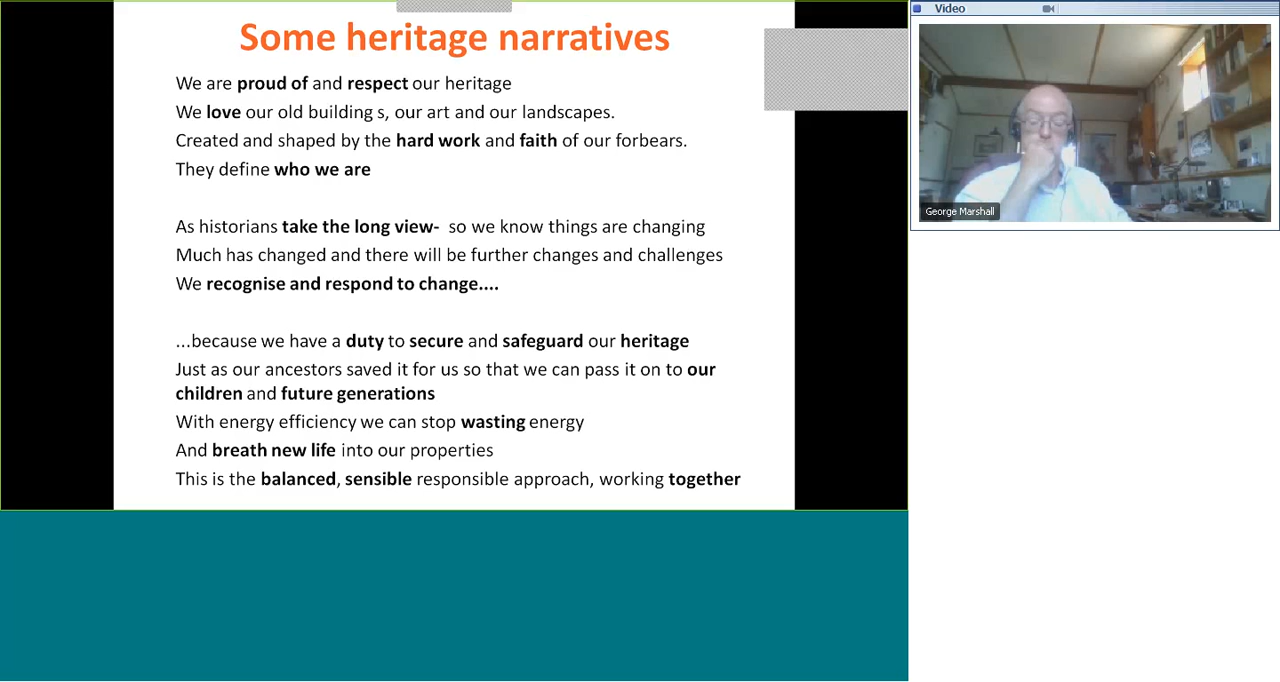 Some heritage narratives
We are proud of and respect our heritage
We love our old building s, our art and our landscapes.
Created and shaped by the hard work and faith of our forbears.
They define who we are
As historians take the long view- so we know things are changing
Much has changed and there will be further changes and challenges
We recognise and respond to change....
...because we have a duty to secure and safeguard our heritage
Just as our ancestors saved it for us so that we can pass it on to our
children and future generations
With energy efficiency we can stop wasting energy
And breath new life into our properties
This is the balanced, sensible responsible approach, working together
Video
George Marshall